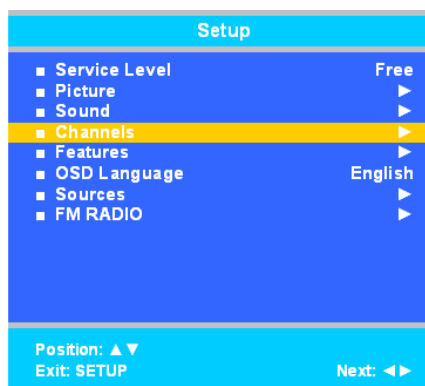 Setup
■ Service Level Free
■ Picture ►
■ Sound ►
■ Channels ►
■ Features ►
■ OSD Language English
■ Sources ►
■ FM RADIO ►
Position: ▲▼
Exit: SETUP Next: ◄►